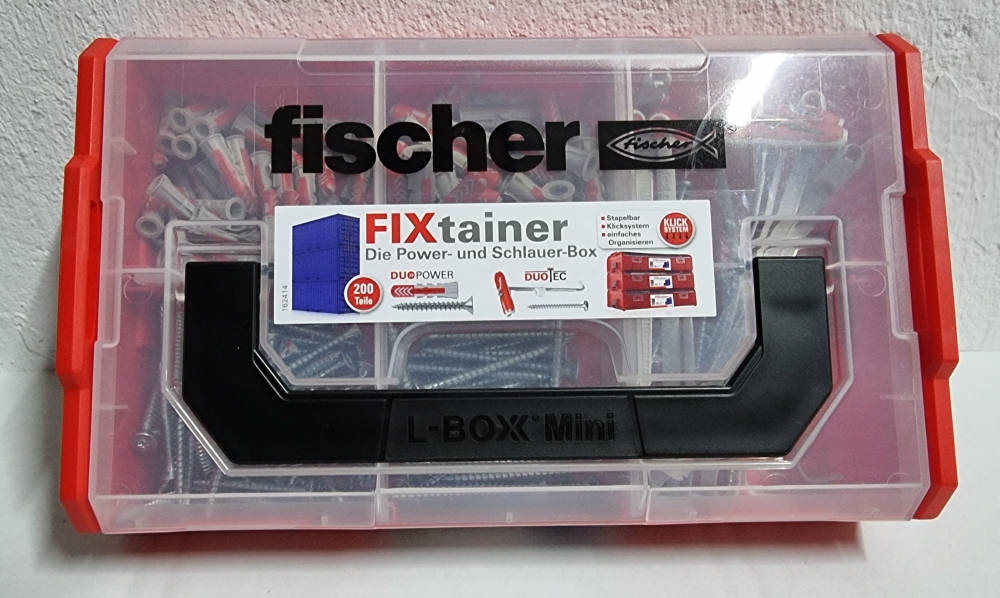 fischer
fischer
FIXtainer
Die Power- und Schlauer-Box
Stapelbar
Klicksystem
einfaches
Organisieren
KLICK
SYSTEM
DUOPOWER
DUOTEC
200
Teile
162414
L-BOXX® Mini